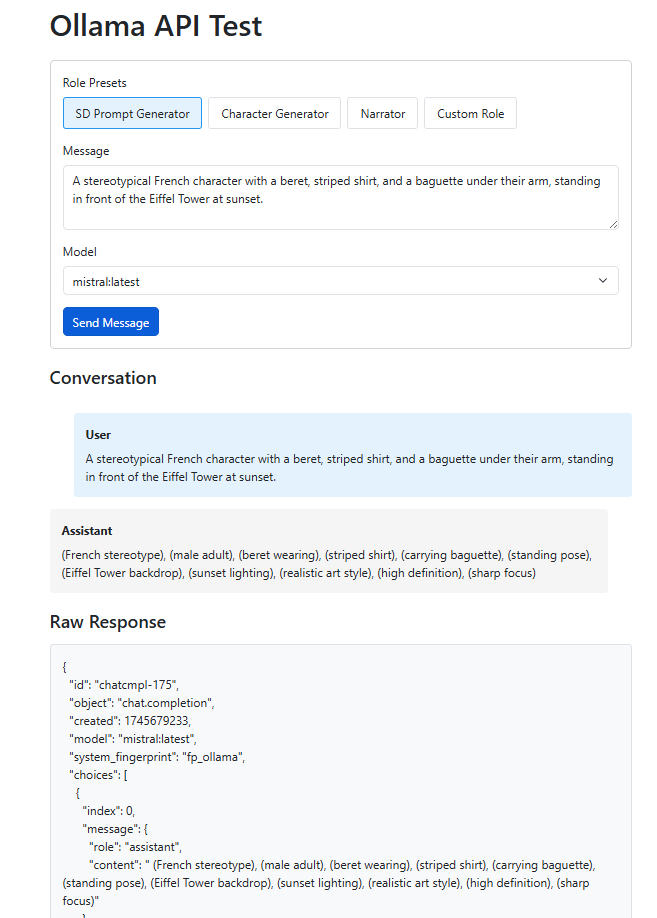 Ollama API Test
Role Presets
SD Prompt Generator
Character Generator
Narrator
Custom Role
Message
A stereotypical French character with a beret, striped shirt, and a baguette under their arm, standing
in front of the Eiffel Tower at sunset.
Model
mistral:latest
Send Message
Conversation
User
A stereotypical French character with a beret, striped shirt, and a baguette under their arm, standing
in front of the Eiffel Tower at sunset.
Assistant
(French stereotype), (male adult), (beret wearing), (striped shirt), (carrying baguette), (standing pose),
(Eiffel Tower backdrop), (sunset lighting), (realistic art style), (high definition), (sharp focus)
Raw Response
{
"id": "chatcmpl-175",
"object": "chat.completion",
"created": 1745679233,
"model": "mistral:latest",
"system_fingerprint": "fp_ollama",
"choices": [
{
"index": 0,
"message": {
"role": "assistant",
"content": " (French stereotype), (male adult), (beret wearing), (striped shirt), (carrying baguette),
(standing pose), (Eiffel Tower backdrop), (sunset lighting), (realistic art style), (high definition), (sharp
focus)"
}